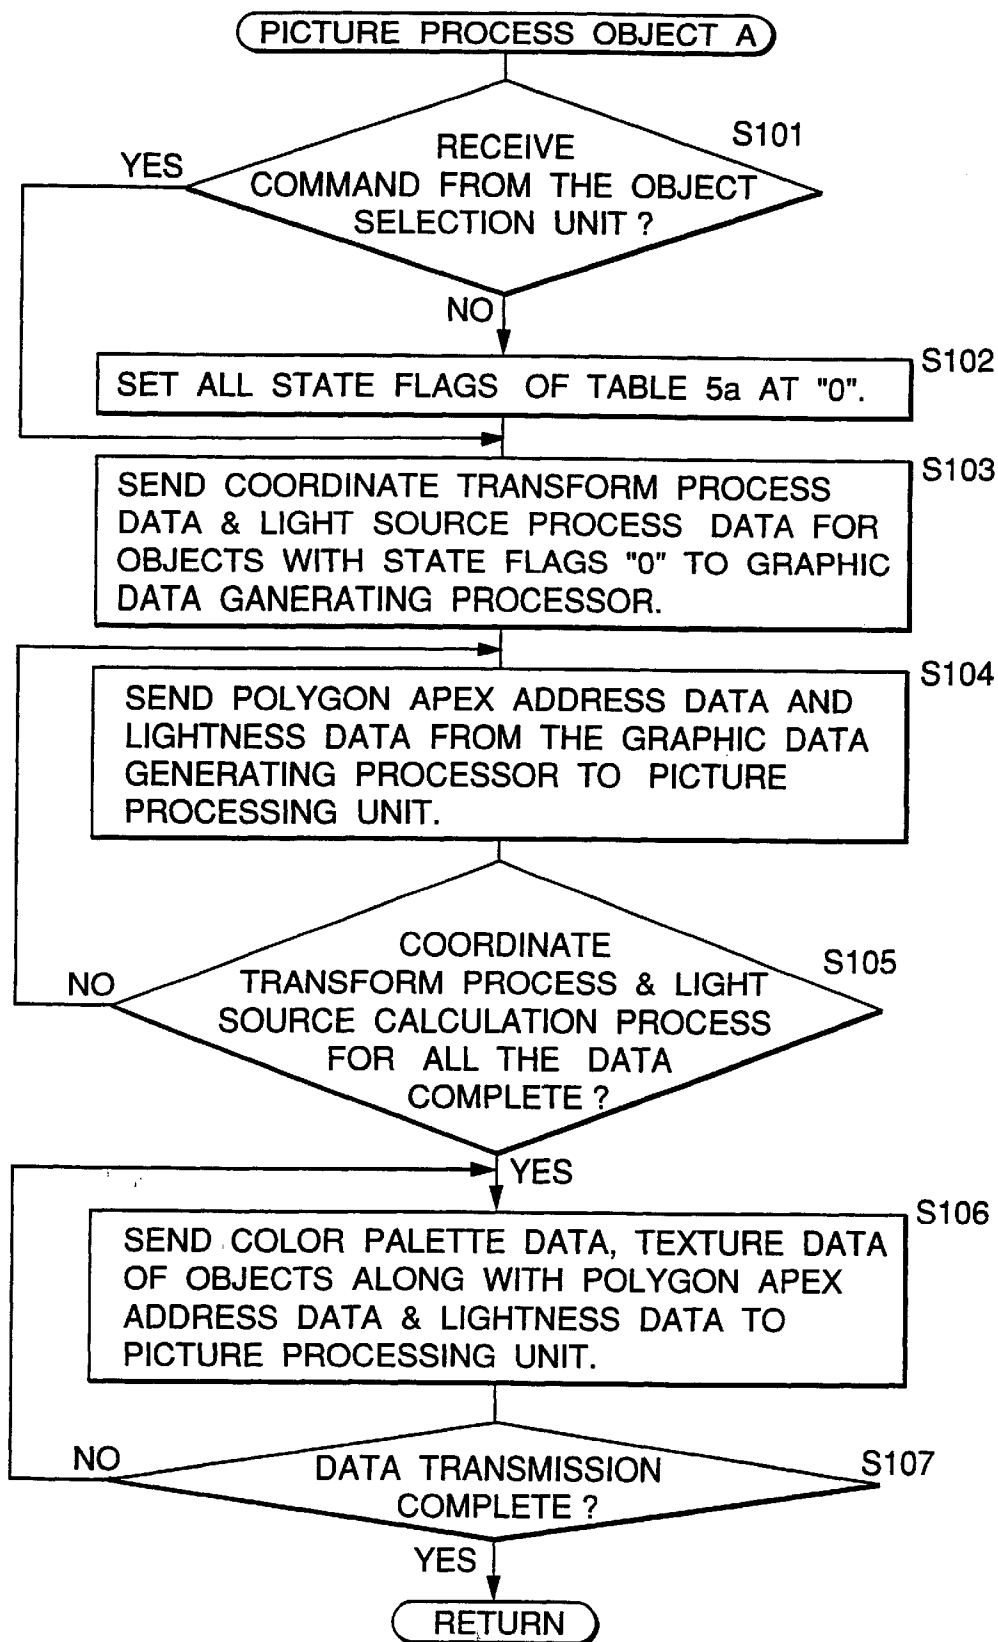 PICTURE PROCESS OBJECT A
S101
RECEIVE
COMMAND FROM THE OBJECT
SELECTION UNIT ?
YES
NO
S102
SET ALL STATE FLAGS OF TABLE 5a AT "0".
S103
SEND COORDINATE TRANSFORM PROCESS
DATA & LIGHT SOURCE PROCESS DATA FOR
OBJECTS WITH STATE FLAGS "0" TO GRAPHIC
DATA GANERATING PROCESSOR.
S104
SEND POLYGON APEX ADDRESS DATA AND
LIGHTNESS DATA FROM THE GRAPHIC DATA
GENERATING PROCESSOR TO PICTURE
PROCESSING UNIT.
S105
COORDINATE
TRANSFORM PROCESS & LIGHT
SOURCE CALCULATION PROCESS
FOR ALL THE DATA
COMPLETE ?
NO
YES
S106
SEND COLOR PALETTE DATA, TEXTURE DATA
OF OBJECTS ALONG WITH POLYGON APEX
ADDRESS DATA & LIGHTNESS DATA TO
PICTURE PROCESSING UNIT.
S107
DATA TRANSMISSION
COMPLETE ?
NO
YES
RETURN